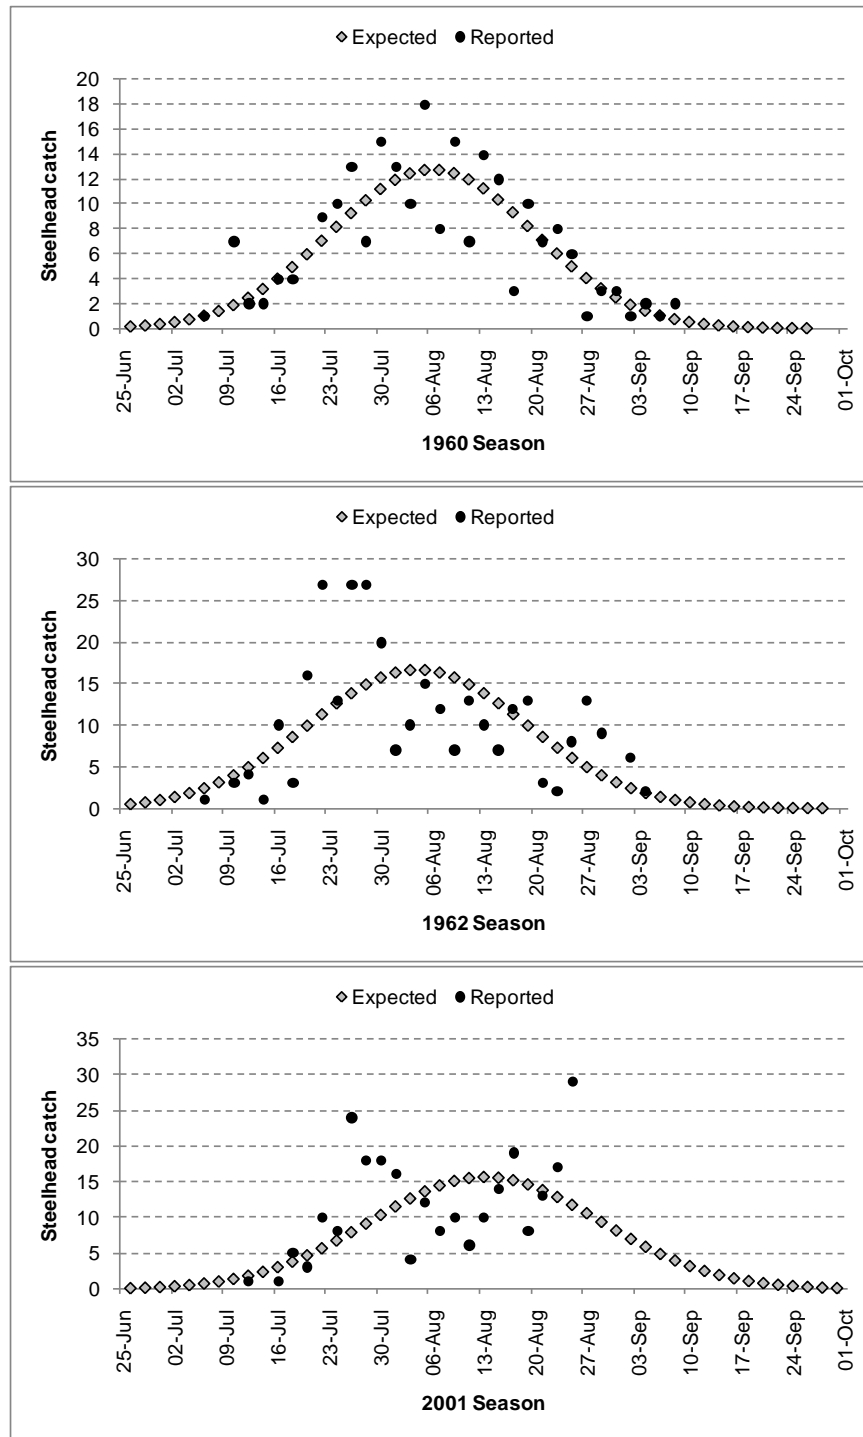 Expected Reported
20
18
16
14
12
10
8
6
4
2
0
Steelhead catch
25-Jun 02-Jul 09-Jul 16-Jul 23-Jul 30-Jul 06-Aug 13-Aug 20-Aug 27-Aug 03-Sep 10-Sep 17-Sep 24-Sep 01-Oct
1960 Season
Expected Reported
30
25
20
15
10
5
0
Steelhead catch
25-Jun 02-Jul 09-Jul 16-Jul 23-Jul 30-Jul 06-Aug 13-Aug 20-Aug 27-Aug 03-Sep 10-Sep 17-Sep 24-Sep 01-Oct
1962 Season
Expected Reported
35
30
25
20
15
10
5
0
Steelhead catch
25-Jun 02-Jul 09-Jul 16-Jul 23-Jul 30-Jul 06-Aug 13-Aug 20-Aug 27-Aug 03-Sep 10-Sep 17-Sep 24-Sep 01-Oct
2001 Season